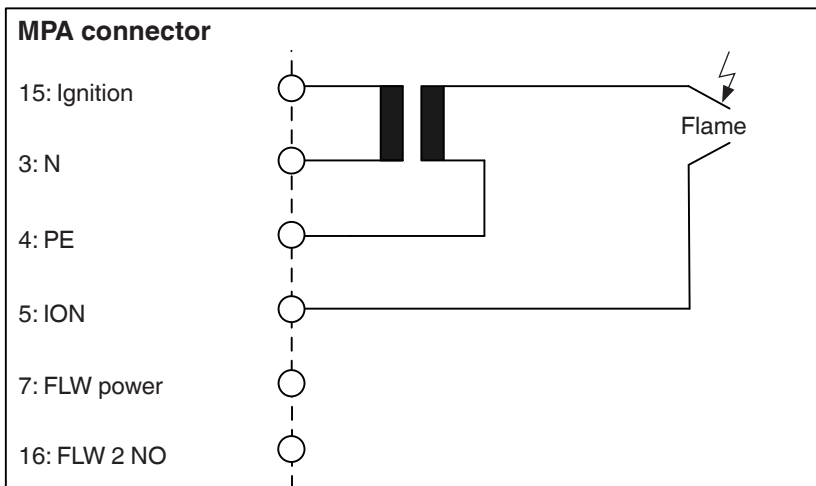 MPA connector
15: Ignition
Flame
3: N
4: PE
5: ION
7: FLW power
16: FLW 2 NO